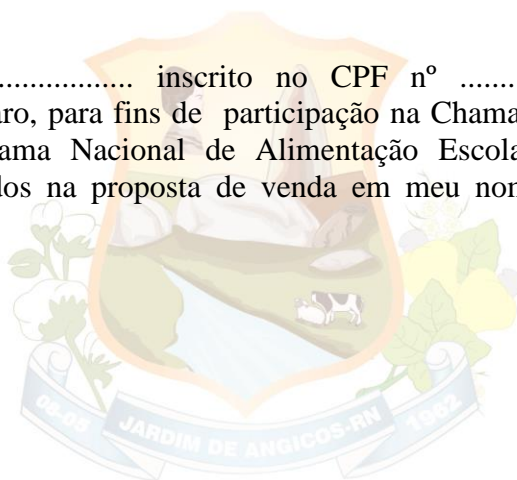 .................. inscrito no CPF nº ........
aro, para fins de participação na Chama
ama Nacional de Alimentação Escola
dos na proposta de venda em meu nom
08-05 JARDIM DE ANGICOS-RN 1962